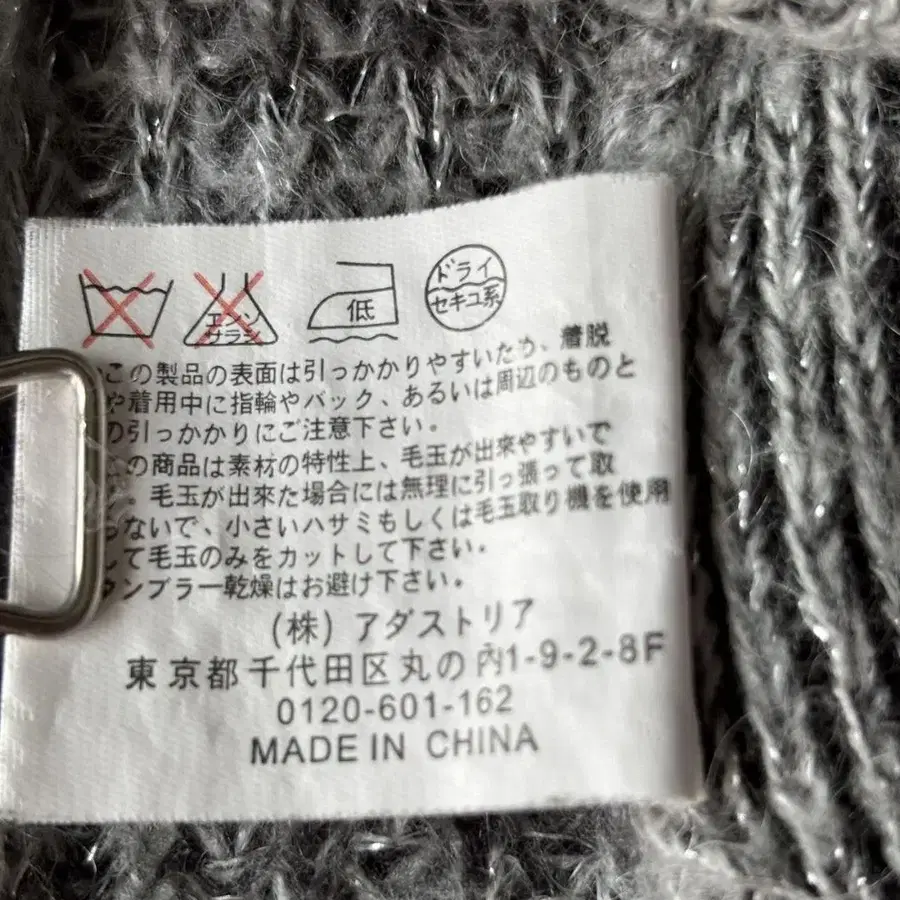 エンソ
サラシ
低
ドライ
セキユ系
この製品の表面は引っかかりやすいため、着脱
や着用中に指輪やバック、あるいは周辺のものと
の引っかかりにご注意下さい。
この商品は素材の特性上、毛玉が出来やすいで
。毛玉が出来た場合には無理に引っ張って取
らないで、小さいハサミもしくは毛玉取り機を使用
して毛玉のみをカットして下さい。
タンブラー乾燥はお避け下さい。
(株) アダストリア
東京都千代田区丸の内1-9-2-8F
0120-601-162
MADE IN CHINA